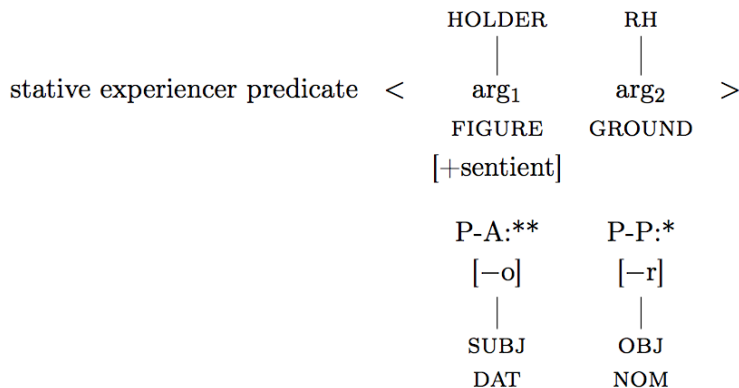 HOLDER RH
stative experiencer predicate < arg₁ arg₂ >
FIGURE GROUND
[+sentient]
P-A:** P-P:*
[−o] [−r]
SUBJ OBJ
DAT NOM